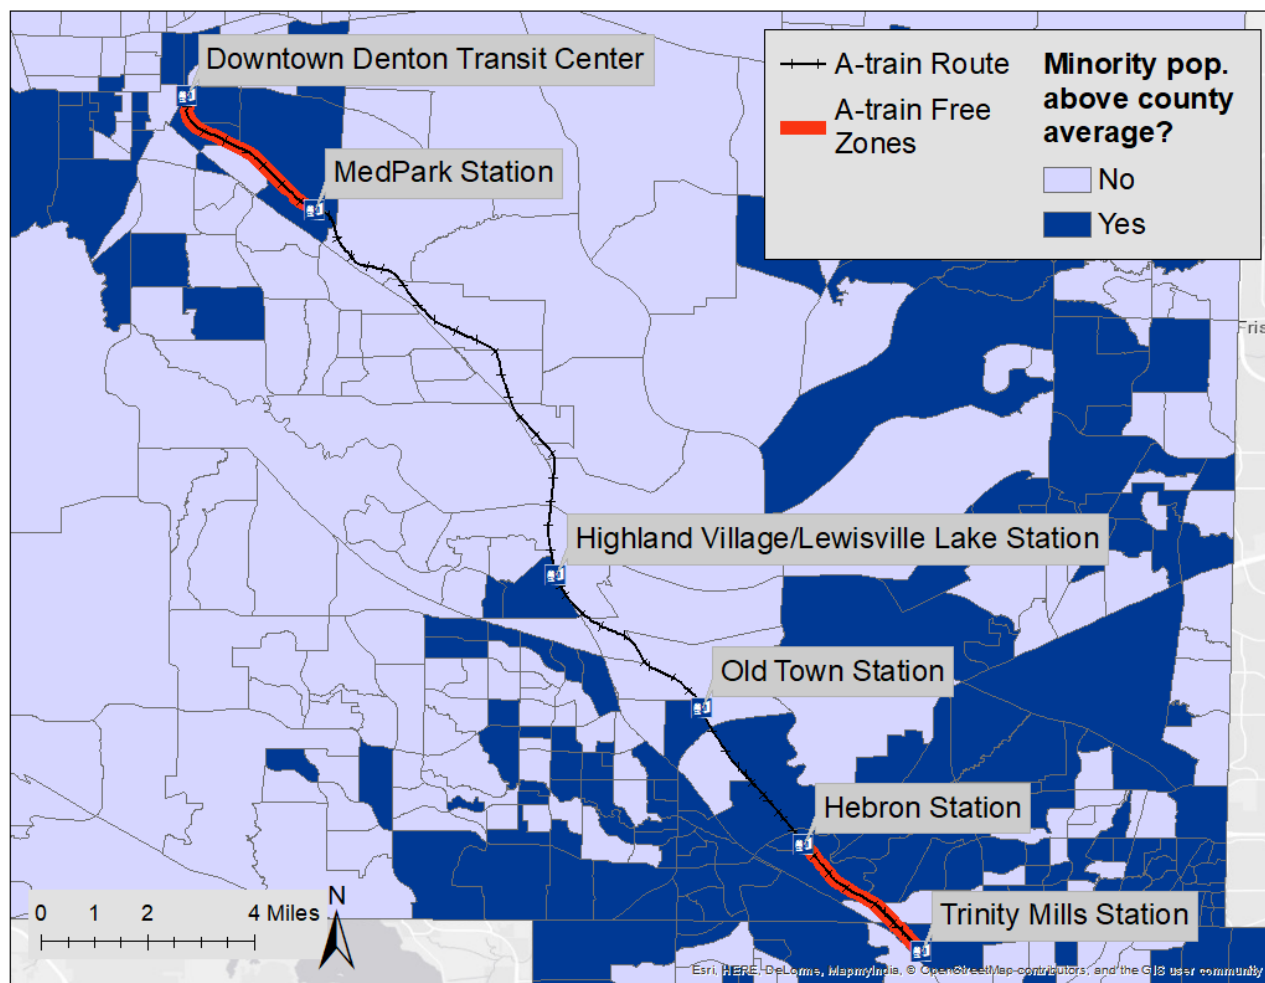 Downtown Denton Transit Center
MedPark Station
Highland Village/Lewisville Lake Station
Old Town Station
Hebron Station
Trinity Mills Station
A-train Route
A-train Free
Zones
Minority pop.
above county
average?
No
Yes
Fris
0 1 2 4 Miles
N
Esri, HERE, DeLorme, MapmyIndia, © OpenStreetMap contributors, and the GIS user community